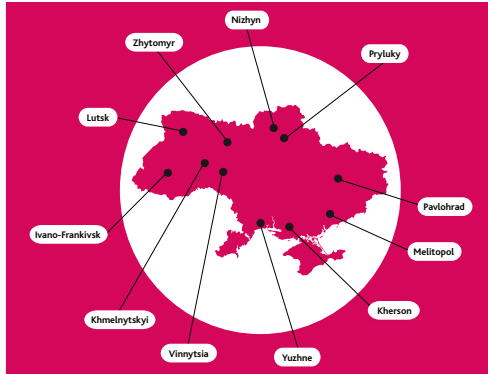 Nizhyn
Zhytomyr
Pryluky
Lutsk
Pavlohrad
Ivano-Frankivsk
Melitopol
Kherson
Khmelnytskyi
Vinnytsia
Yuzhne